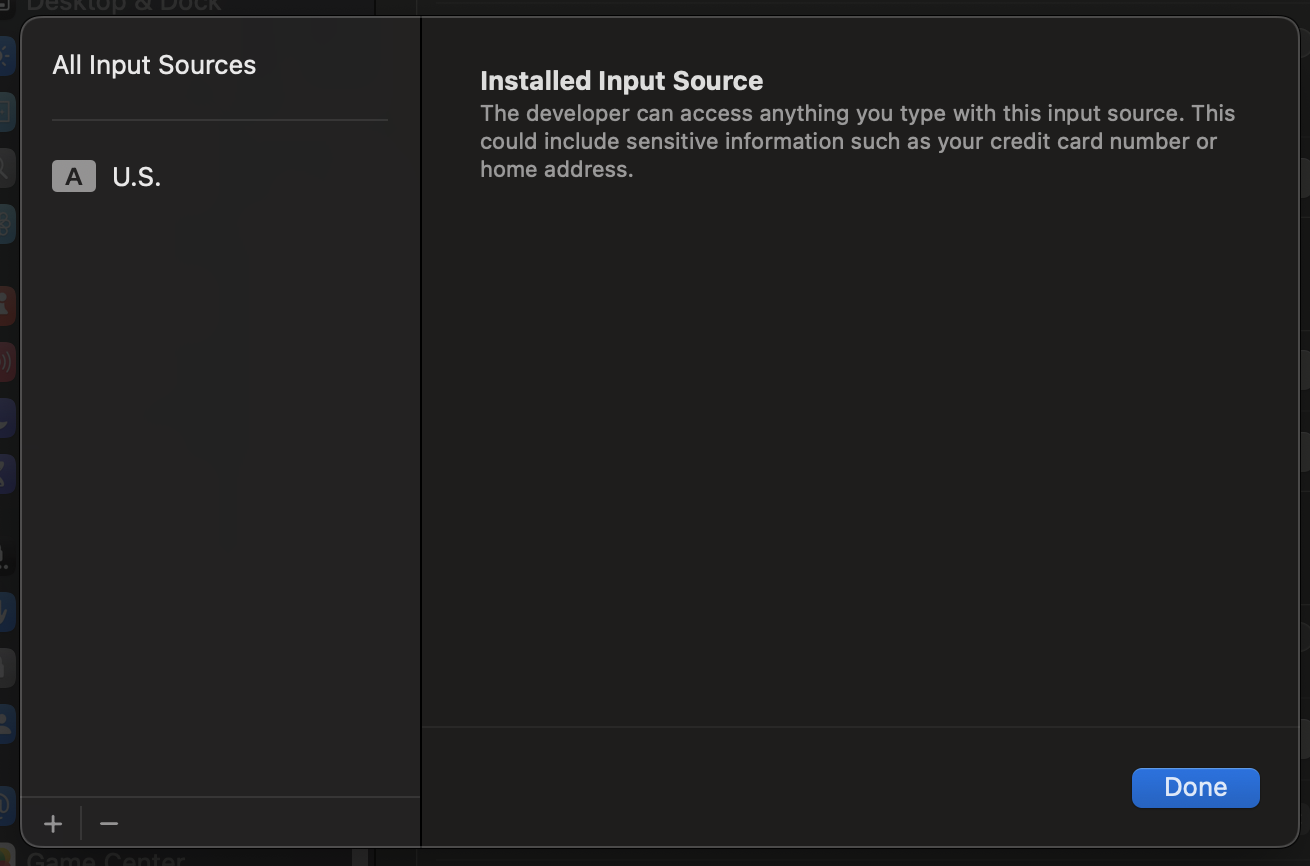 Desktop & Dock
All Input Sources
A U.S.
Installed Input Source
The developer can access anything you type with this input source. This
could include sensitive information such as your credit card number or
home address.
Done
+ −
Game Center